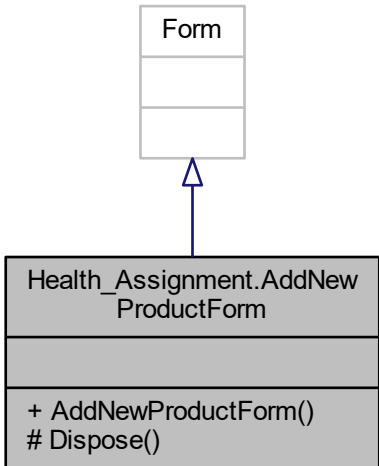 Form
Health_Assignment.AddNew
ProductForm
+ AddNewProductForm()
# Dispose()